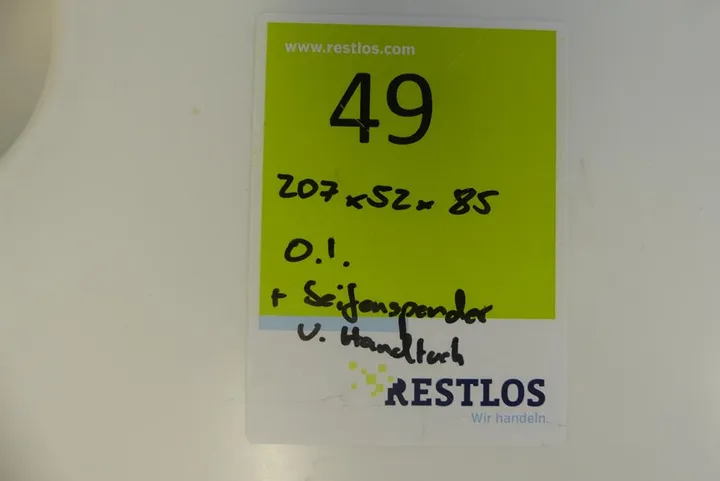 www.restlos.com
49
207 x 52 x 85
O.I.
+ Seifenspender
u. Handtuch
RESTLOS
Wir handeln.